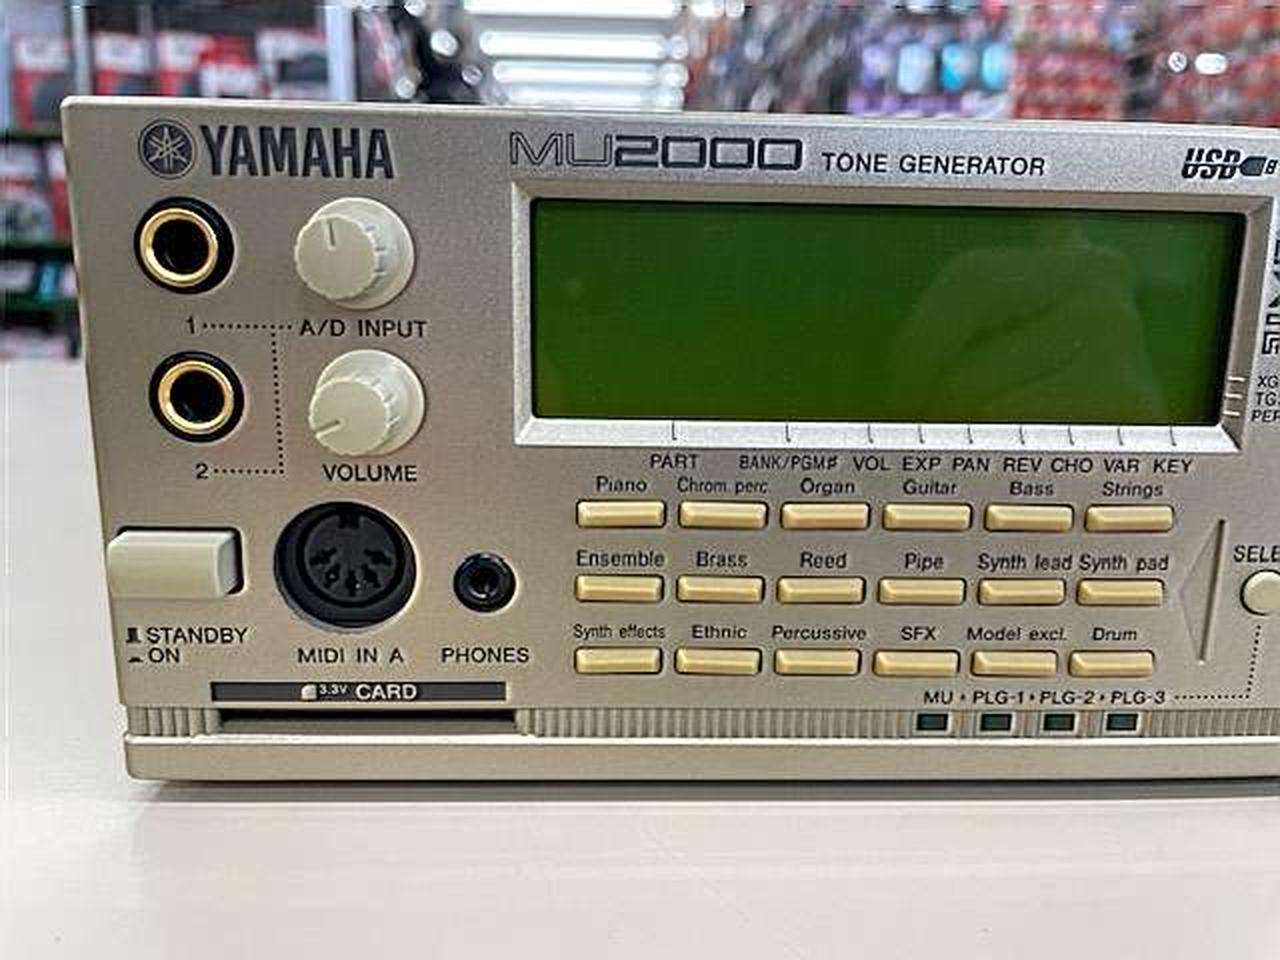 YAMAHA
MU2000 TONE GENERATOR
USB
1 A/D INPUT
2 VOLUME
PART BANK/PGM# VOL EXP PAN REV CHO VAR KEY
Piano Chrom. perc Organ Guitar Bass Strings
Ensemble Brass Reed Pipe Synth lead Synth pad
Synth effects Ethnic Percussive SFX Model excl. Drum
STANDBY
ON
MIDI IN A
PHONES
3.3V CARD
MU PLG-1 PLG-2 PLG-3
XG